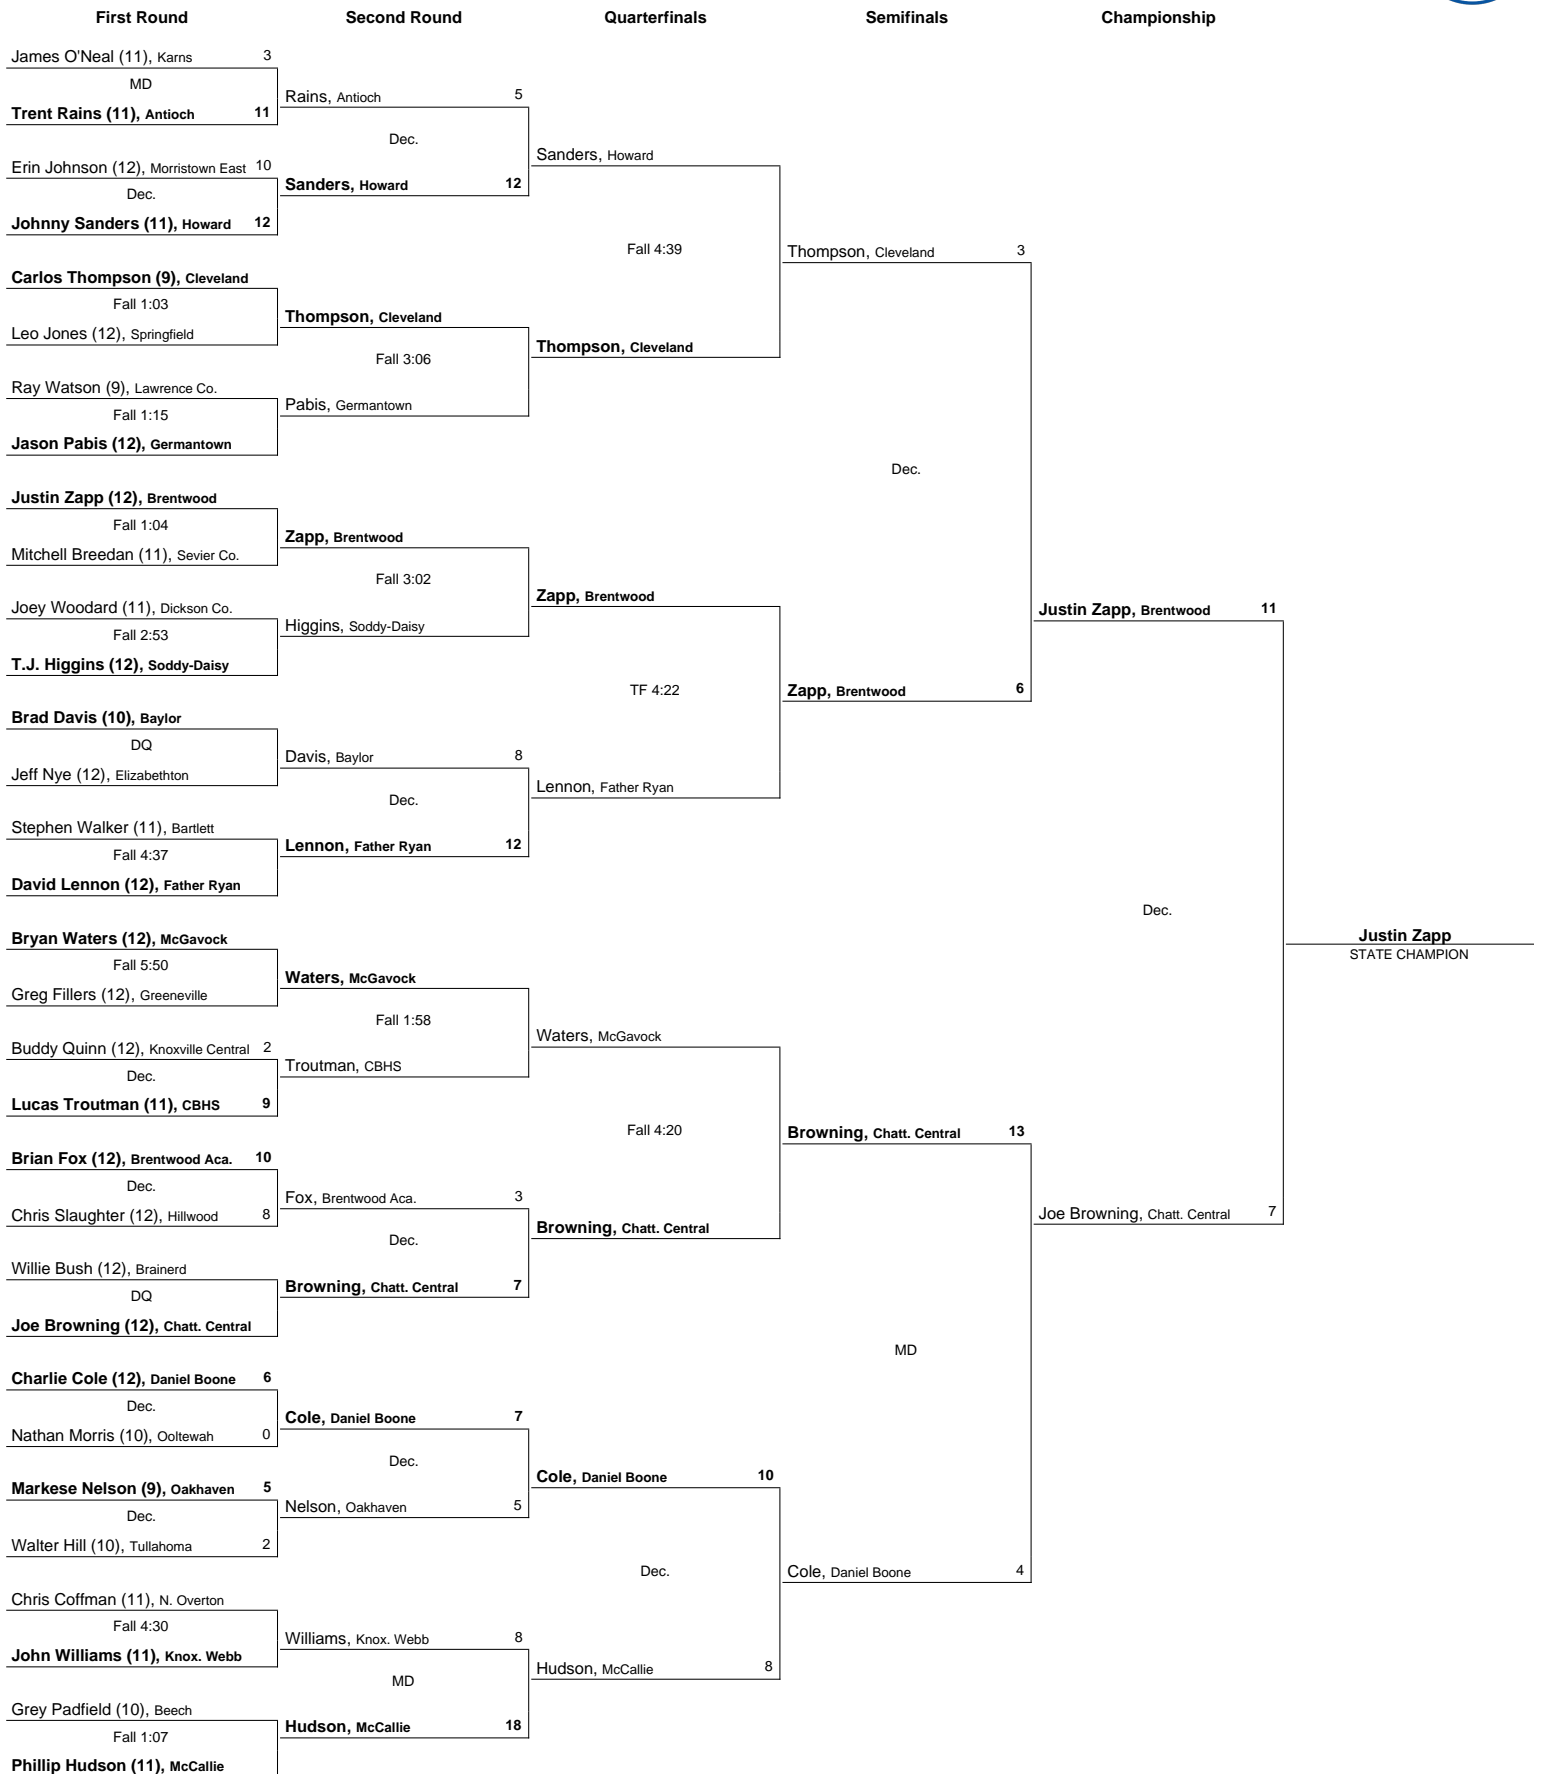 First Round Second Round Quarterfinals Semifinals Championship
James O'Neal (11), Karns 3
MD
Trent Rains (11), Antioch 11
Erin Johnson (12), Morristown East 10
Dec.
Johnny Sanders (11), Howard 12
Carlos Thompson (9), Cleveland
Fall 1:03
Leo Jones (12), Springfield
Ray Watson (9), Lawrence Co.
Fall 1:15
Jason Pabis (12), Germantown
Justin Zapp (12), Brentwood
Fall 1:04
Mitchell Breedan (11), Sevier Co.
Joey Woodard (11), Dickson Co.
Fall 2:53
T.J. Higgins (12), Soddy-Daisy
Brad Davis (10), Baylor
DQ
Jeff Nye (12), Elizabethton
Stephen Walker (11), Bartlett
Fall 4:37
David Lennon (12), Father Ryan
Bryan Waters (12), McGavock
Fall 5:50
Greg Fillers (12), Greeneville
Buddy Quinn (12), Knoxville Central 2
Dec.
Lucas Troutman (11), CBHS 9
Brian Fox (12), Brentwood Aca. 10
Dec.
Chris Slaughter (12), Hillwood 8
Willie Bush (12), Brainerd
DQ
Joe Browning (12), Chatt. Central
Charlie Cole (12), Daniel Boone 6
Dec.
Nathan Morris (10), Ooltewah 0
Markese Nelson (9), Oakhaven 5
Dec.
Walter Hill (10), Tullahoma 2
Chris Coffman (11), N. Overton
Fall 4:30
John Williams (11), Knox. Webb
Grey Padfield (10), Beech
Fall 1:07
Phillip Hudson (11), McCallie
Rains, Antioch 5
Dec.
Sanders, Howard 12
Thompson, Cleveland
Fall 3:06
Pabis, Germantown
Zapp, Brentwood
Fall 3:02
Higgins, Soddy-Daisy
Davis, Baylor 8
Dec.
Lennon, Father Ryan 12
Waters, McGavock
Fall 1:58
Troutman, CBHS
Fox, Brentwood Aca. 3
Dec.
Browning, Chatt. Central 7
Cole, Daniel Boone 7
Dec.
Nelson, Oakhaven 5
Williams, Knox. Webb 8
MD
Hudson, McCallie 18
Sanders, Howard
Fall 4:39
Thompson, Cleveland
Zapp, Brentwood
TF 4:22
Lennon, Father Ryan
Waters, McGavock
Fall 4:20
Browning, Chatt. Central
Cole, Daniel Boone 10
Dec.
Hudson, McCallie 8
Thompson, Cleveland 3
Dec.
Zapp, Brentwood 6
Browning, Chatt. Central 13
MD
Cole, Daniel Boone 4
Justin Zapp, Brentwood 11
Dec.
Joe Browning, Chatt. Central 7
Justin Zapp
STATE CHAMPION